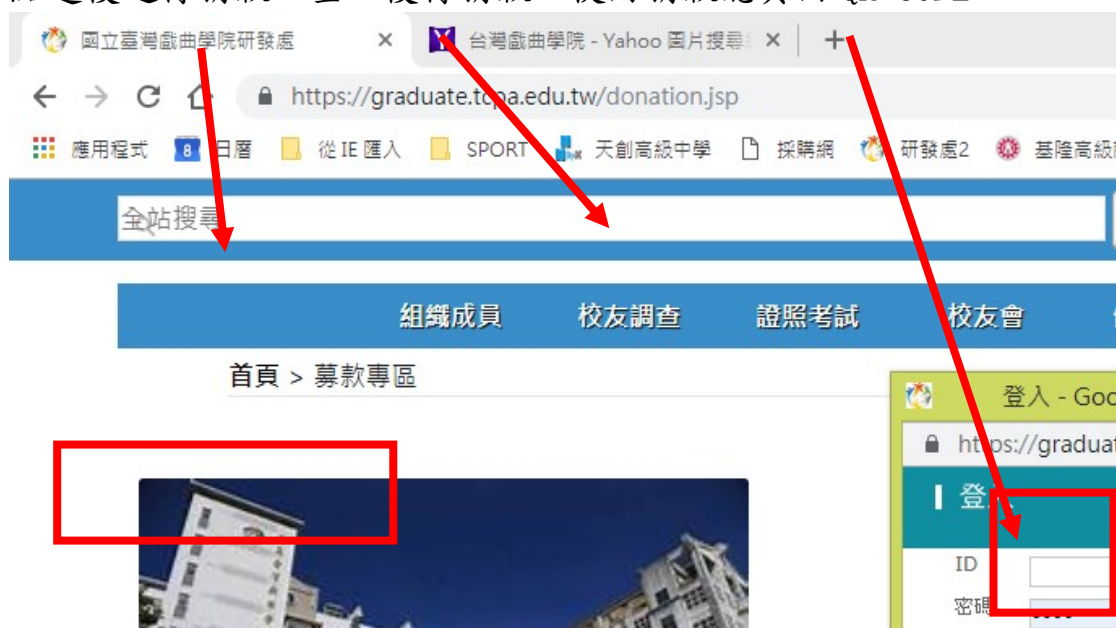 國立臺灣戲曲學院研發處
台灣戲曲學院 - Yahoo 圖片搜尋
https://graduate.tcpa.edu.tw/donation.jsp
應用程式 8 日曆 從 IE 匯入 SPORT 天創高級中學 採購網 研發處2 基隆高級
全站搜尋
組織成員 校友調查 證照考試 校友會
首頁 > 募款專區
登入 - Goo
https://graduat
登入
ID
密碼